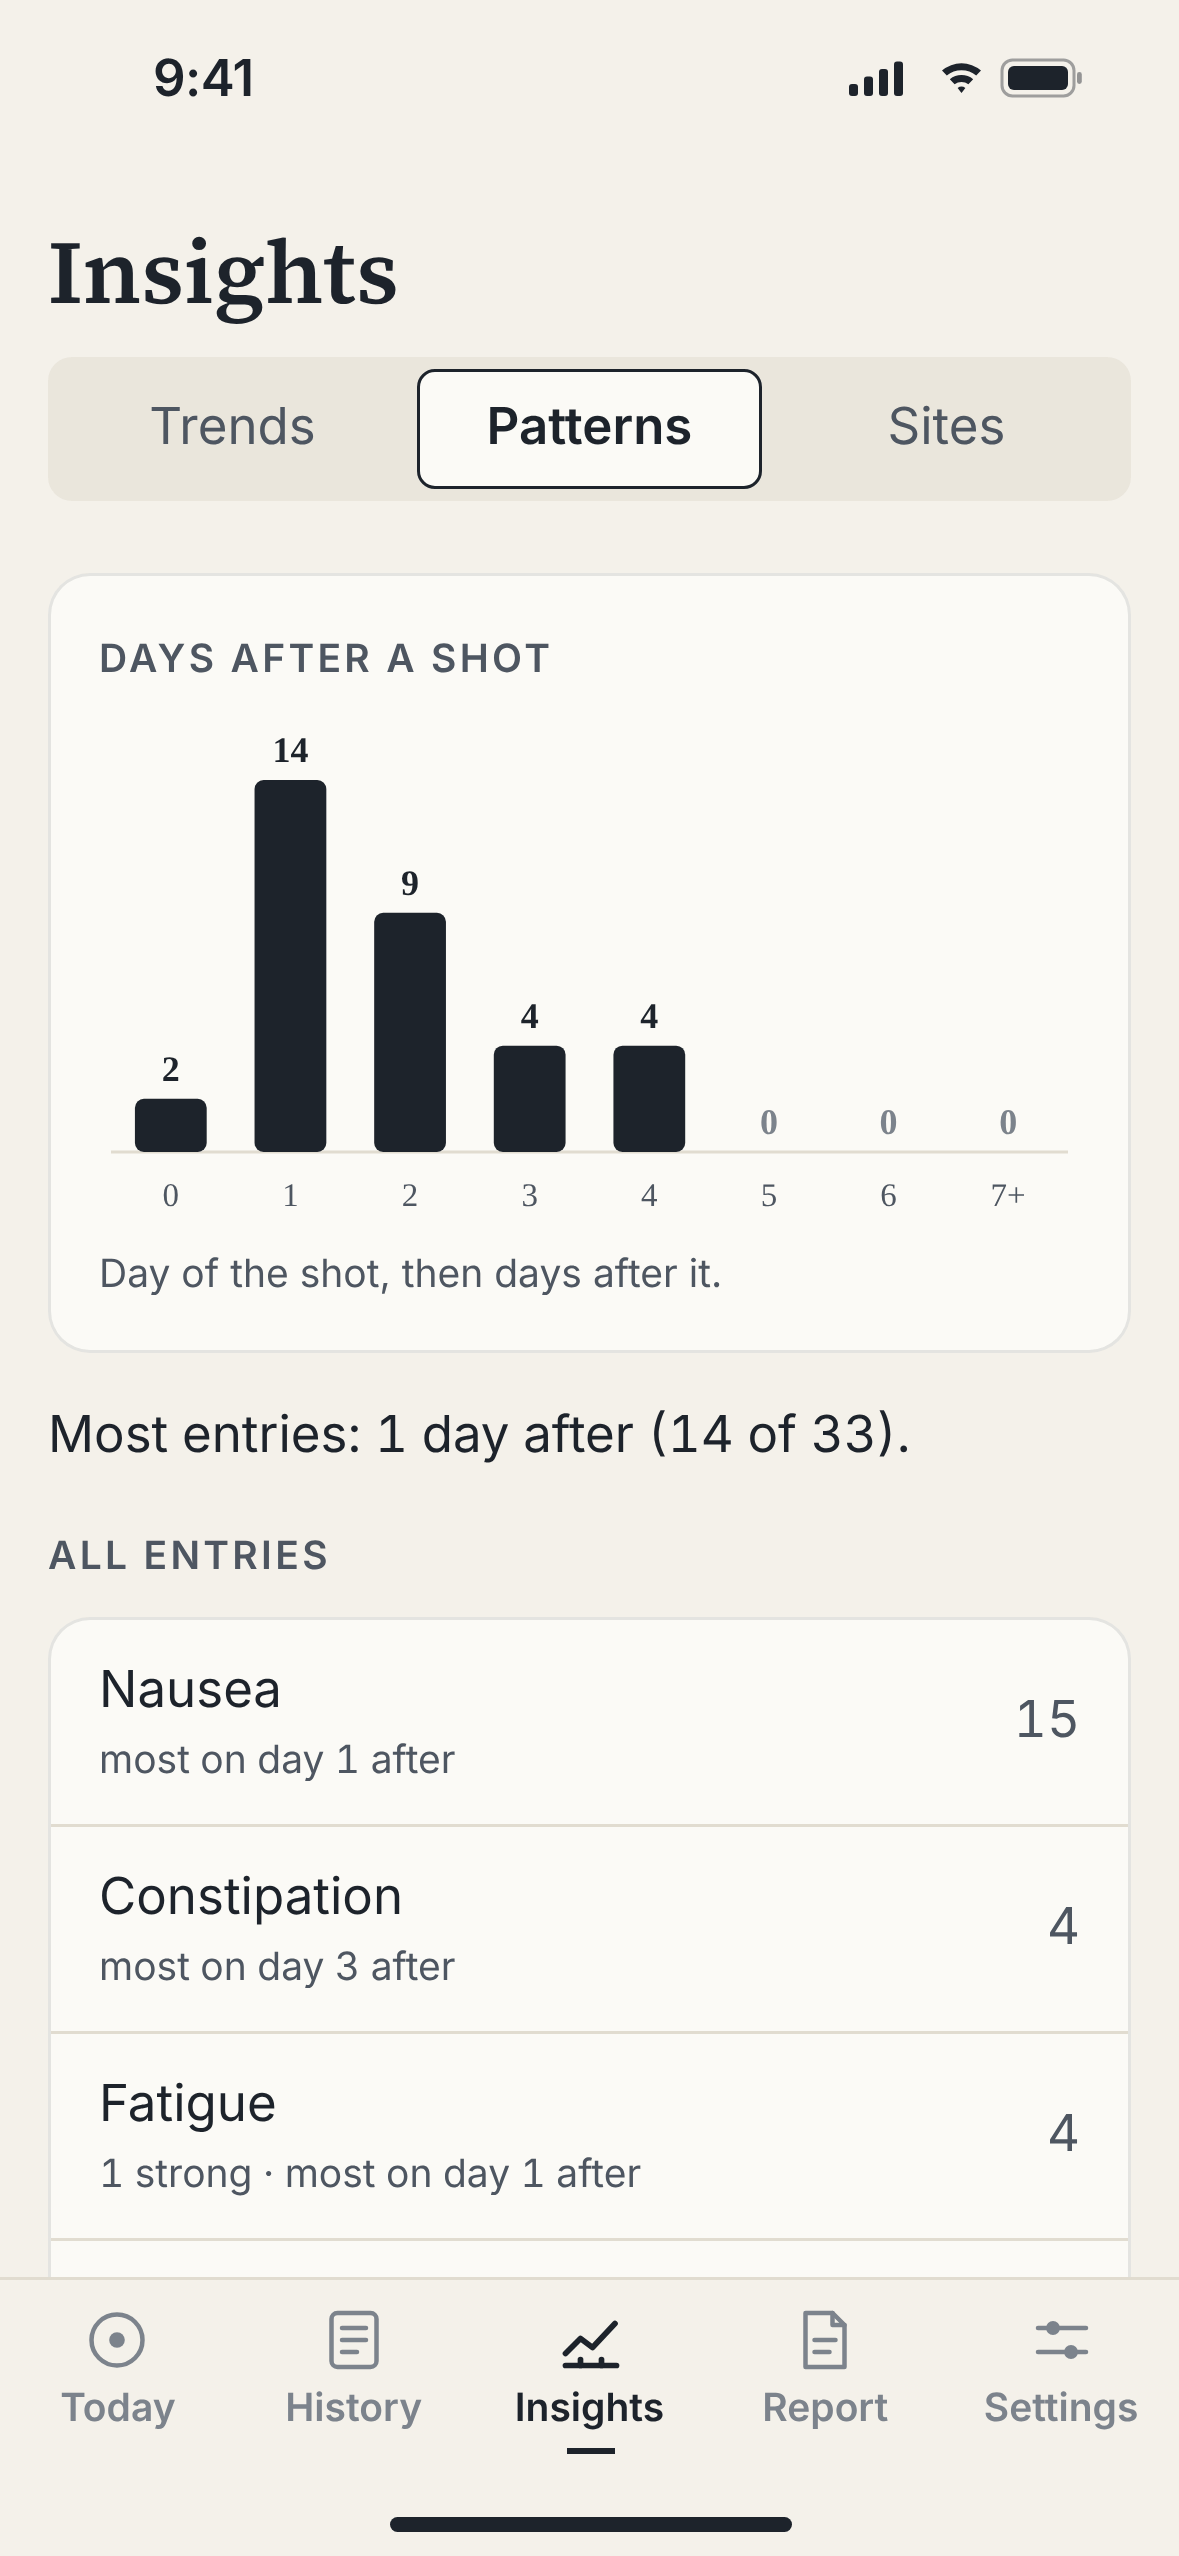 9:41
Insights
Trends Patterns Sites
DAYS AFTER A SHOT
14
9
4 4
2
0 0 0
0 1 2 3 4 5 6 7+
Day of the shot, then days after it.
Most entries: 1 day after (14 of 33).
ALL ENTRIES
Nausea
15
most on day 1 after
Constipation
4
most on day 3 after
Fatigue
4
1 strong · most on day 1 after
Today History Insights Report Settings